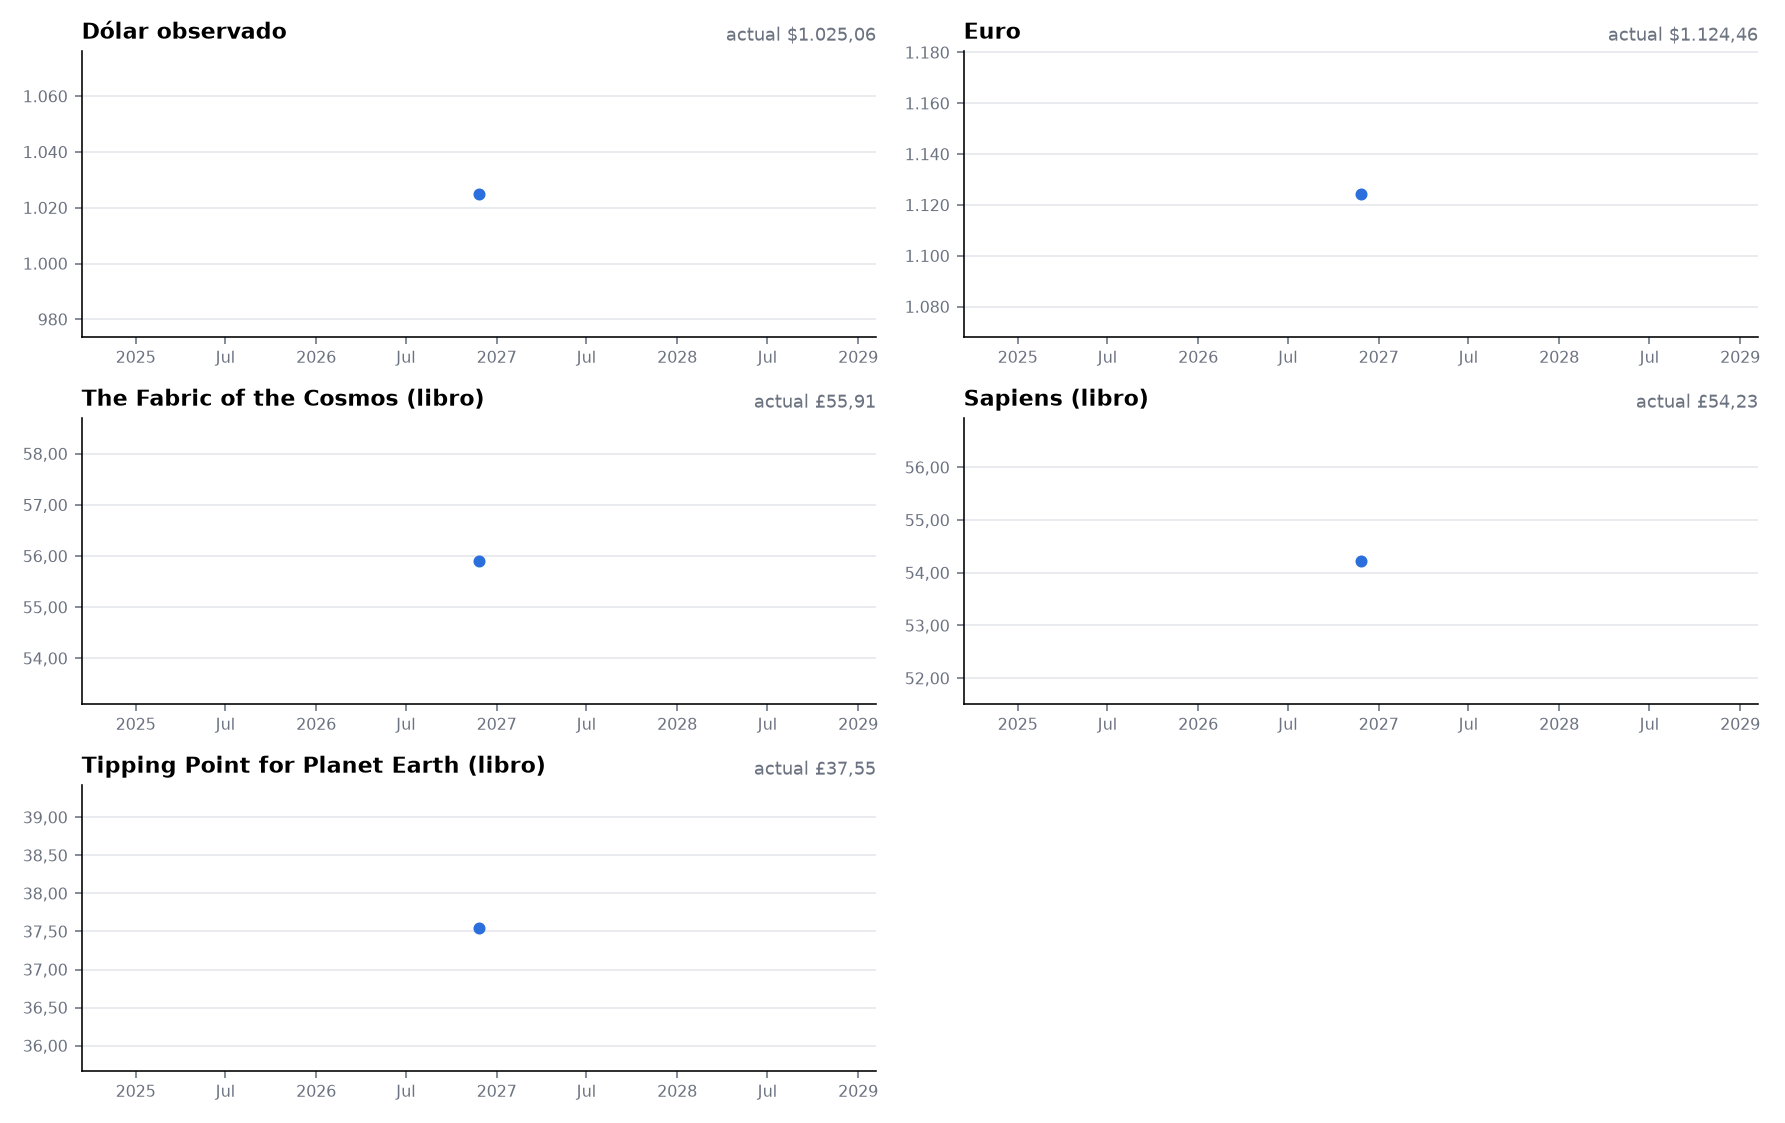 Dólar observado
actual $1.025,06
1.060
1.040
1.020
1.000
980
2025 Jul 2026 Jul 2027 Jul 2028 Jul 2029
Euro
actual $1.124,46
1.180
1.160
1.140
1.120
1.100
1.080
2025 Jul 2026 Jul 2027 Jul 2028 Jul 2029
The Fabric of the Cosmos (libro)
actual £55,91
58,00
57,00
56,00
55,00
54,00
2025 Jul 2026 Jul 2027 Jul 2028 Jul 2029
Sapiens (libro)
actual £54,23
56,00
55,00
54,00
53,00
52,00
2025 Jul 2026 Jul 2027 Jul 2028 Jul 2029
Tipping Point for Planet Earth (libro)
actual £37,55
39,00
38,50
38,00
37,50
37,00
36,50
36,00
2025 Jul 2026 Jul 2027 Jul 2028 Jul 2029